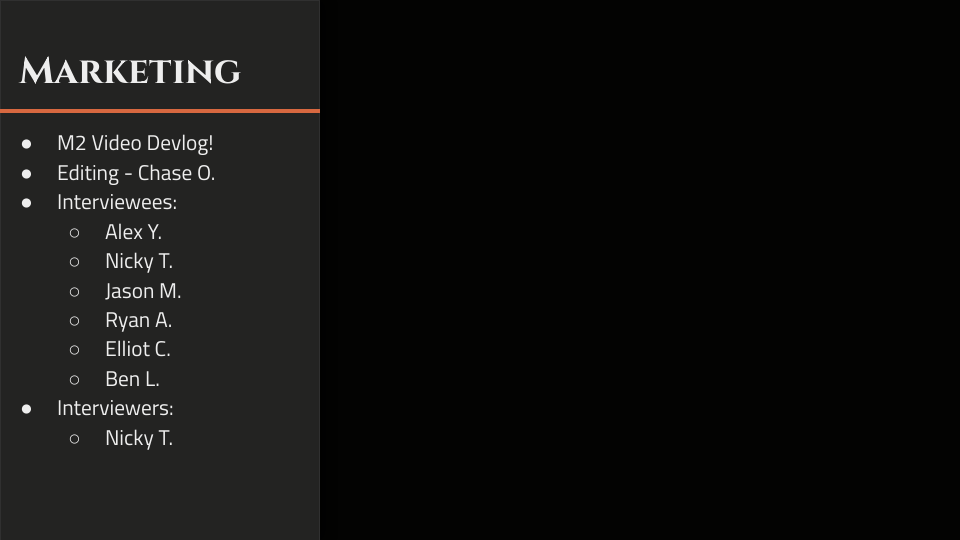 Marketing
● M2 Video Devlog!
● Editing - Chase O.
● Interviewees:
○ Alex Y.
○ Nicky T.
○ Jason M.
○ Ryan A.
○ Elliot C.
○ Ben L.
● Interviewers:
○ Nicky T.